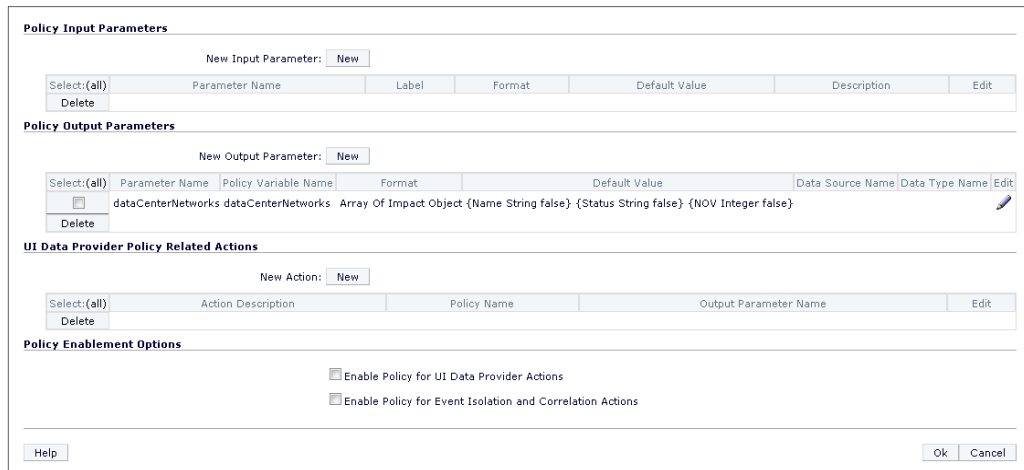 Policy Input Parameters
New Input Parameter: New
Select:(all) Parameter Name Label Format Default Value Description Edit
Delete
Policy Output Parameters
New Output Parameter: New
Select:(all) Parameter Name Policy Variable Name Format Default Value Data Source Name Data Type Name Edit
dataCenterNetworks dataCenterNetworks Array Of Impact Object {Name String false} {Status String false} {NOV Integer false}
Delete
UI Data Provider Policy Related Actions
New Action: New
Select:(all) Action Description Policy Name Output Parameter Name Edit
Delete
Policy Enablement Options
Enable Policy for UI Data Provider Actions
Enable Policy for Event Isolation and Correlation Actions
Help Ok Cancel